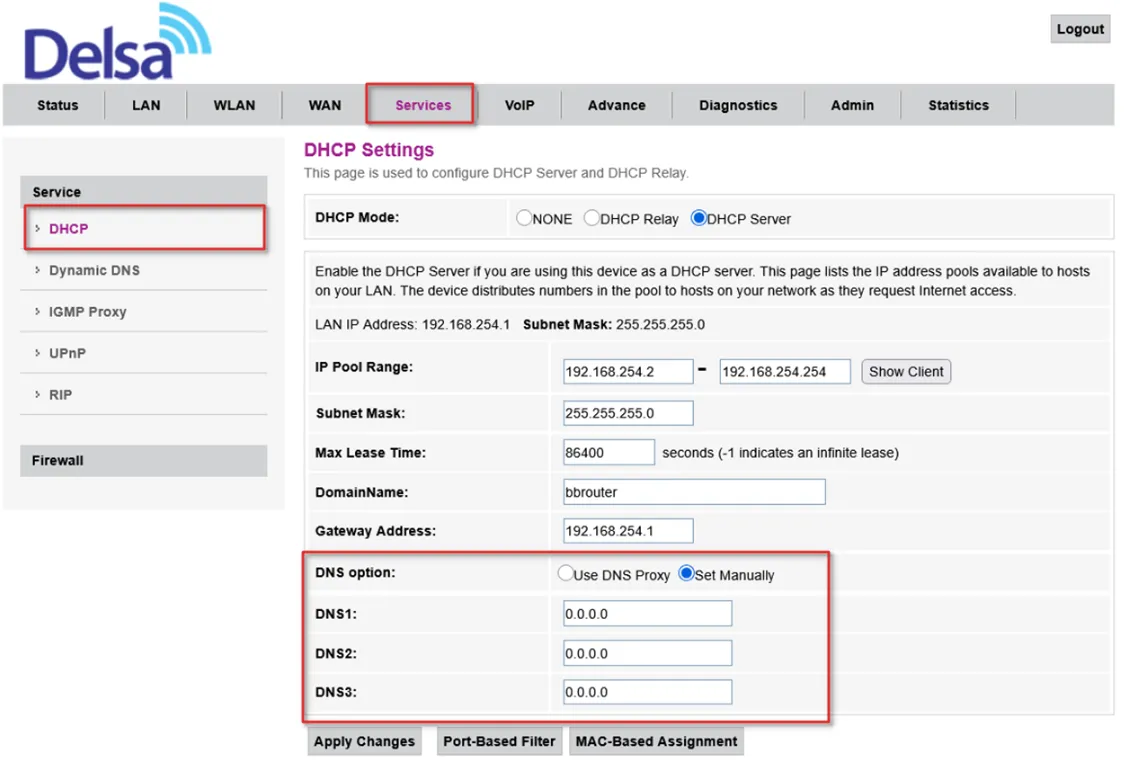 Delsa
Logout
Status LAN WLAN WAN Services VoIP Advance Diagnostics Admin Statistics
Service
DHCP
Dynamic DNS
IGMP Proxy
UPnP
RIP
Firewall
DHCP Settings
This page is used to configure DHCP Server and DHCP Relay.
DHCP Mode: NONE DHCP Relay DHCP Server
Enable the DHCP Server if you are using this device as a DHCP server. This page lists the IP address pools available to hosts
on your LAN. The device distributes numbers in the pool to hosts on your network as they request Internet access.
LAN IP Address: 192.168.254.1 Subnet Mask: 255.255.255.0
IP Pool Range: 192.168.254.2 - 192.168.254.254 Show Client
Subnet Mask: 255.255.255.0
Max Lease Time: 86400 seconds (-1 indicates an infinite lease)
DomainName: bbrouter
Gateway Address: 192.168.254.1
DNS option: Use DNS Proxy Set Manually
DNS1: 0.0.0.0
DNS2: 0.0.0.0
DNS3: 0.0.0.0
Apply Changes Port-Based Filter MAC-Based Assignment